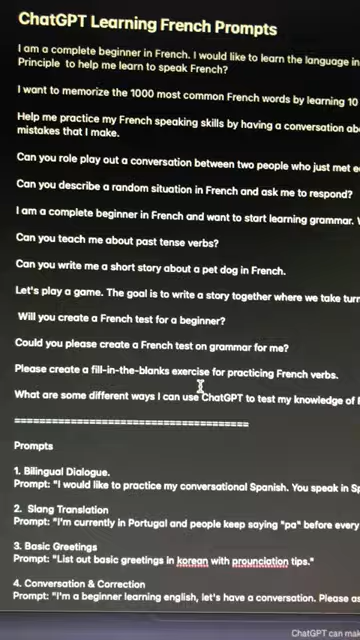 ChatGPT Learning French Prompts
I am a complete beginner in French. I would like to learn the language in
Principle to help me learn to speak French?
I want to memorize the 1000 most common French words by learning 10
Help me practice my French speaking skills by having a conversation
mistakes that I make.
Can you role play out a conversation between two people who just met
Can you describe a random situation in French and ask me to respond?
I am a complete beginner in French and want to start learning grammar.
Can you teach me about past tense verbs?
Can you write me a short story about a pet dog in French.
Let's play a game. The goal is to write a story together where we take
Will you create a French test for a beginner?
Could you please create a French test on grammar for me?
Please create a fill-in-the-blanks exercise for practicing French verbs.
What are some different ways I can use ChatGPT to test my knowledge of
=====================================
Prompts
1. Bilingual Dialogue.
Prompt: "I would like to practice my conversational Spanish. You speak in
2. Slang Translation
Prompt: "I'm currently in Portugal and people keep saying "pa" before every
3. Basic Greetings
Prompt: "List out basic greetings in korean with prounciation tips."
4. Conversation & Correction
Prompt: "I'm a beginner learning english, let's have a conversation. Please
ChatGPT can